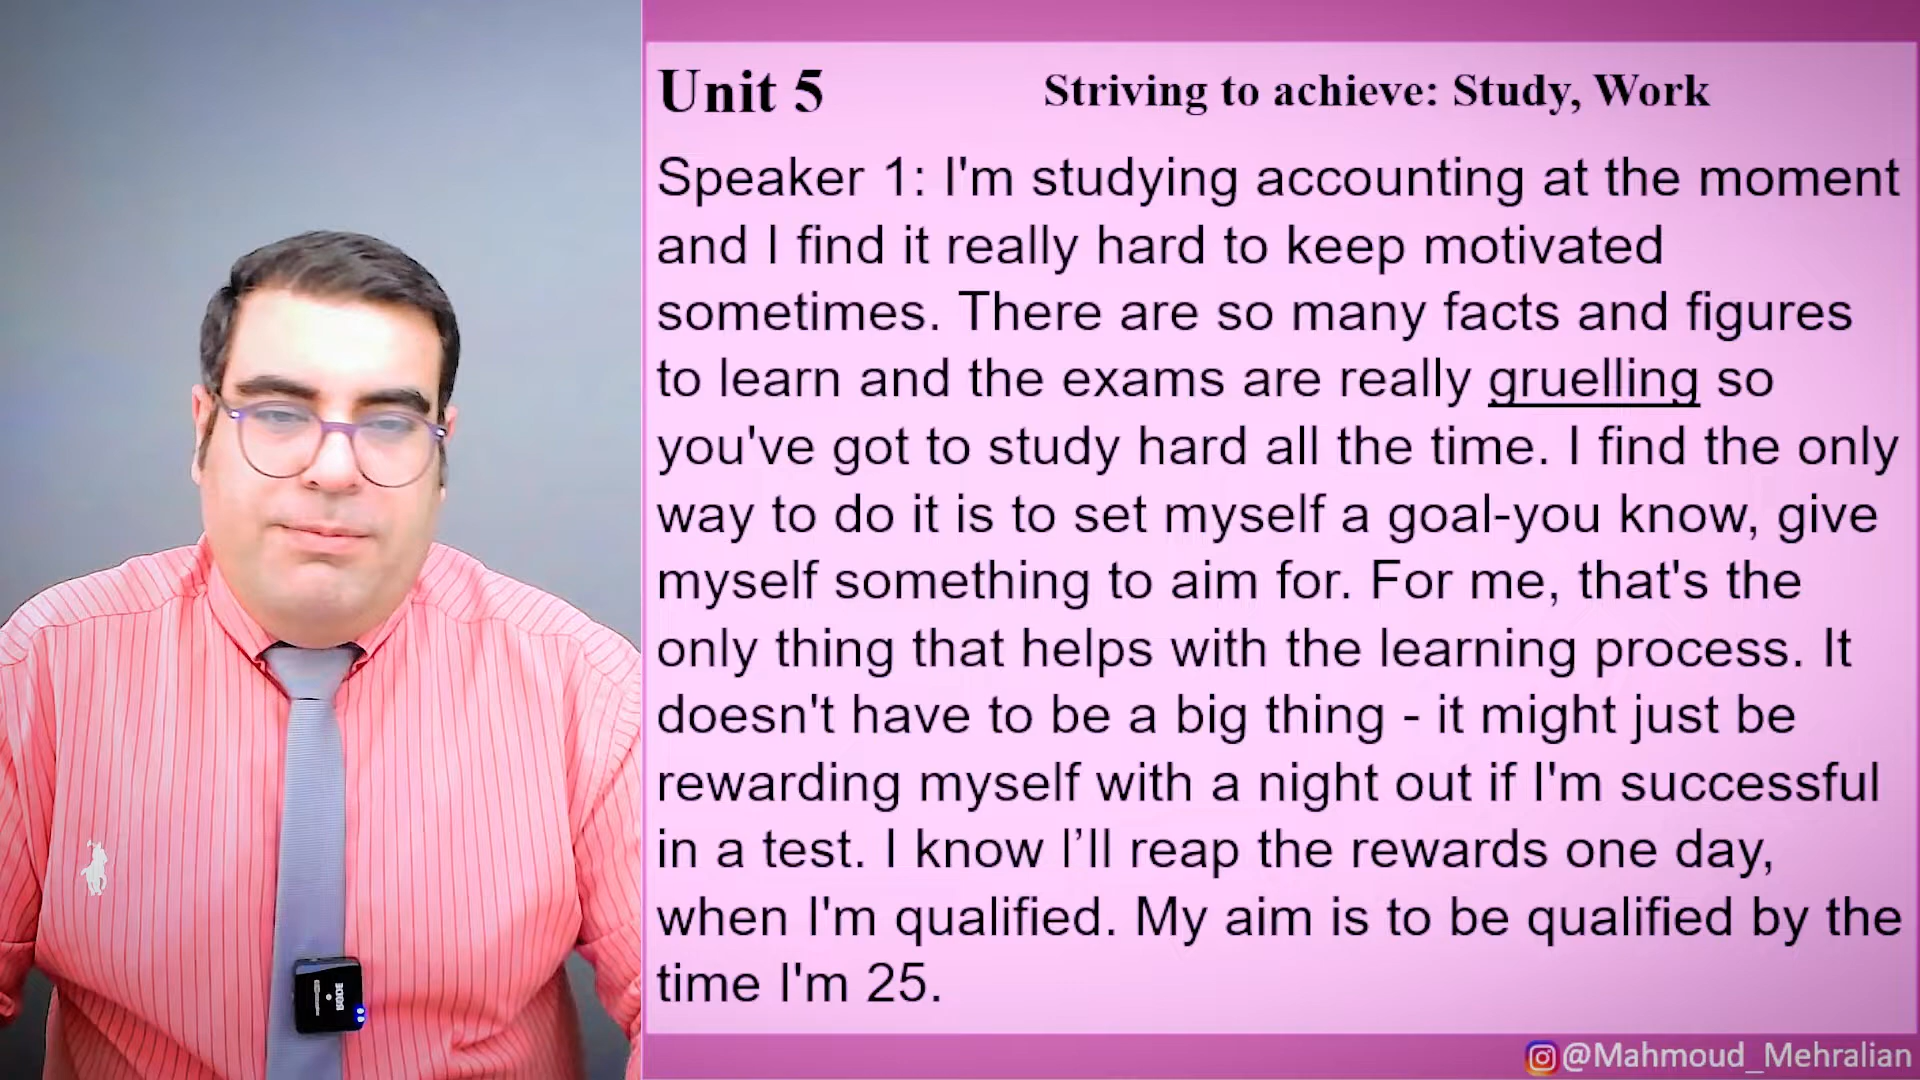 Unit 5 Striving to achieve: Study, Work
Speaker 1: I'm studying accounting at the moment
and I find it really hard to keep motivated
sometimes. There are so many facts and figures
to learn and the exams are really gruelling so
you've got to study hard all the time. I find the only
way to do it is to set myself a goal-you know, give
myself something to aim for. For me, that's the
only thing that helps with the learning process. It
doesn't have to be a big thing - it might just be
rewarding myself with a night out if I'm successful
in a test. I know I’ll reap the rewards one day,
when I'm qualified. My aim is to be qualified by the
time I'm 25.
RODE
@Mahmoud_Mehralian